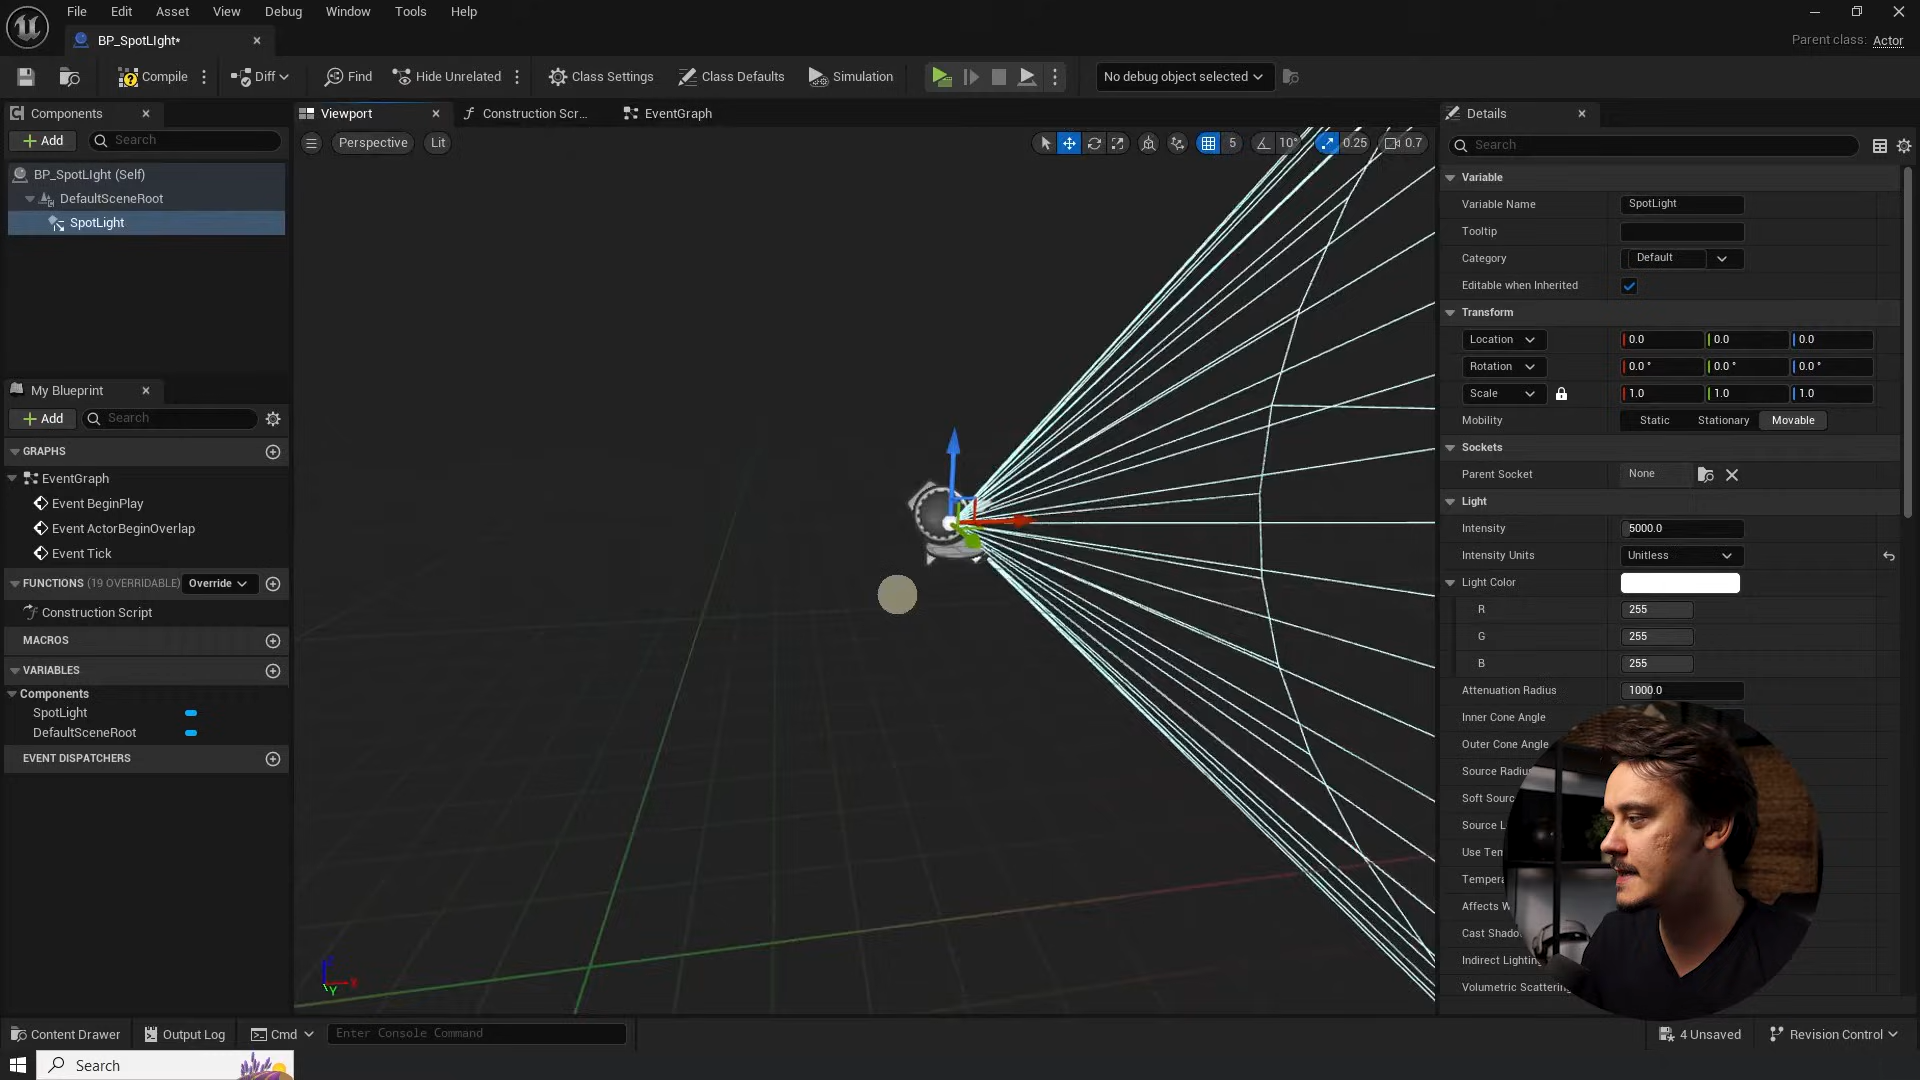 File Edit Asset View Debug Window Tools Help
BP_SpotLIght*
Parent class: Actor
Compile Diff Find Hide Unrelated Class Settings Class Defaults Simulation No debug object selected
Components
Add Search
BP_SpotLIght (Self)
DefaultSceneRoot
SpotLight
My Blueprint
Add Search
GRAPHS
EventGraph
Event BeginPlay
Event ActorBeginOverlap
Event Tick
FUNCTIONS (19 OVERRIDABLE) Override
Construction Script
MACROS
VARIABLES
Components
SpotLight
DefaultSceneRoot
EVENT DISPATCHERS
Viewport Construction Scr... EventGraph
Perspective Lit 5 10° 0.25 0.7
Z
X
Y
Details
Search
Variable
Variable Name SpotLight
Tooltip
Category Default
Editable when Inherited
Transform
Location 0.0 0.0 0.0
Rotation 0.0 ° 0.0 ° 0.0 °
Scale 1.0 1.0 1.0
Mobility Static Stationary Movable
Sockets
Parent Socket None
Light
Intensity 5000.0
Intensity Units Unitless
Light Color
R 255
G 255
B 255
Attenuation Radius 1000.0
Inner Cone Angle
Outer Cone Angle
Source Radiu
Soft Sourc
Source L
Use Tem
Tempera
Affects W
Cast Shado
Indirect Lighting
Volumetric Scattering
Content Drawer Output Log Cmd Enter Console Command 4 Unsaved Revision Control
Search